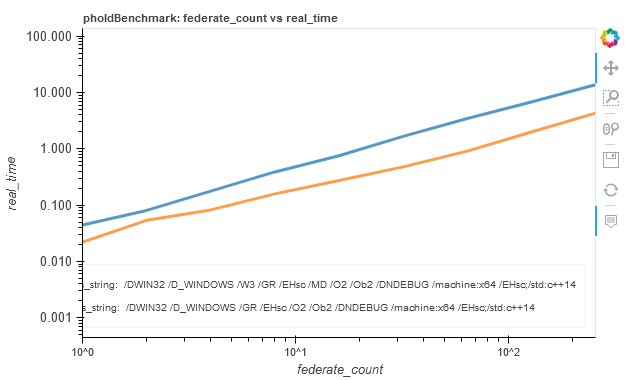 pholdBenchmark: federate_count vs real_time
100.000
10.000
1.000
0.100
0.010
0.001
real_time
_string: /DWIN32 /D_WINDOWS /W3 /GR /EHsc /MD /O2 /Ob2 /DNDEBUG /machine:x64 /EHsc;/std:c++14
s_string: /DWIN32 /D_WINDOWS /GR /EHsc /O2 /Ob2 /DNDEBUG /machine:x64 /EHsc;/std:c++14
10^0 10^1 10^2
federate_count